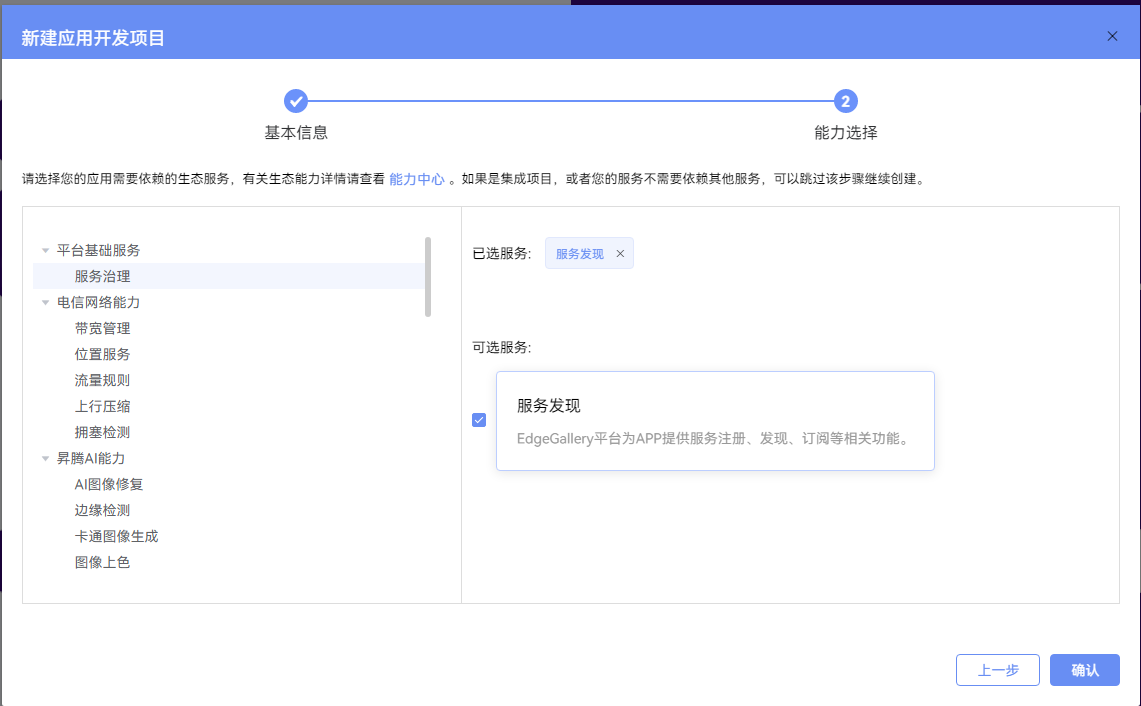 新建应用开发项目
2
基本信息
能力选择
请选择您的应用需要依赖的生态服务，有关生态能力详情请查看 能力中心 。如果是集成项目，或者您的服务不需要依赖其他服务，可以跳过该步骤继续创建。
平台基础服务
服务治理
电信网络能力
带宽管理
位置服务
流量规则
上行压缩
拥塞检测
昇腾AI能力
AI图像修复
边缘检测
卡通图像生成
图像上色
已选服务:
服务发现
可选服务:
服务发现
EdgeGallery平台为APP提供服务注册、发现、订阅等相关功能。
上一步
确认